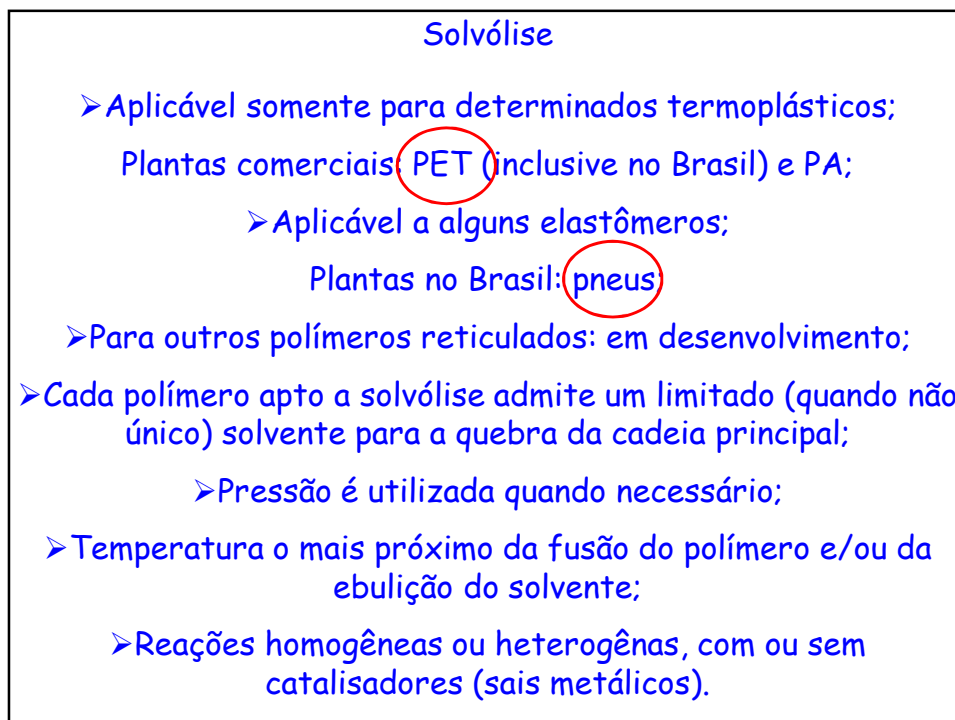 Solvólise
➢Aplicável somente para determinados termoplásticos;
Plantas comerciais: PET (inclusive no Brasil) e PA;
➢Aplicável a alguns elastômeros;
Plantas no Brasil: pneus;
➢Para outros polímeros reticulados: em desenvolvimento;
➢Cada polímero apto a solvólise admite um limitado (quando não
único) solvente para a quebra da cadeia principal;
➢Pressão é utilizada quando necessário;
➢Temperatura o mais próximo da fusão do polímero e/ou da
ebulição do solvente;
➢Reações homogêneas ou heterogênas, com ou sem
catalisadores (sais metálicos).